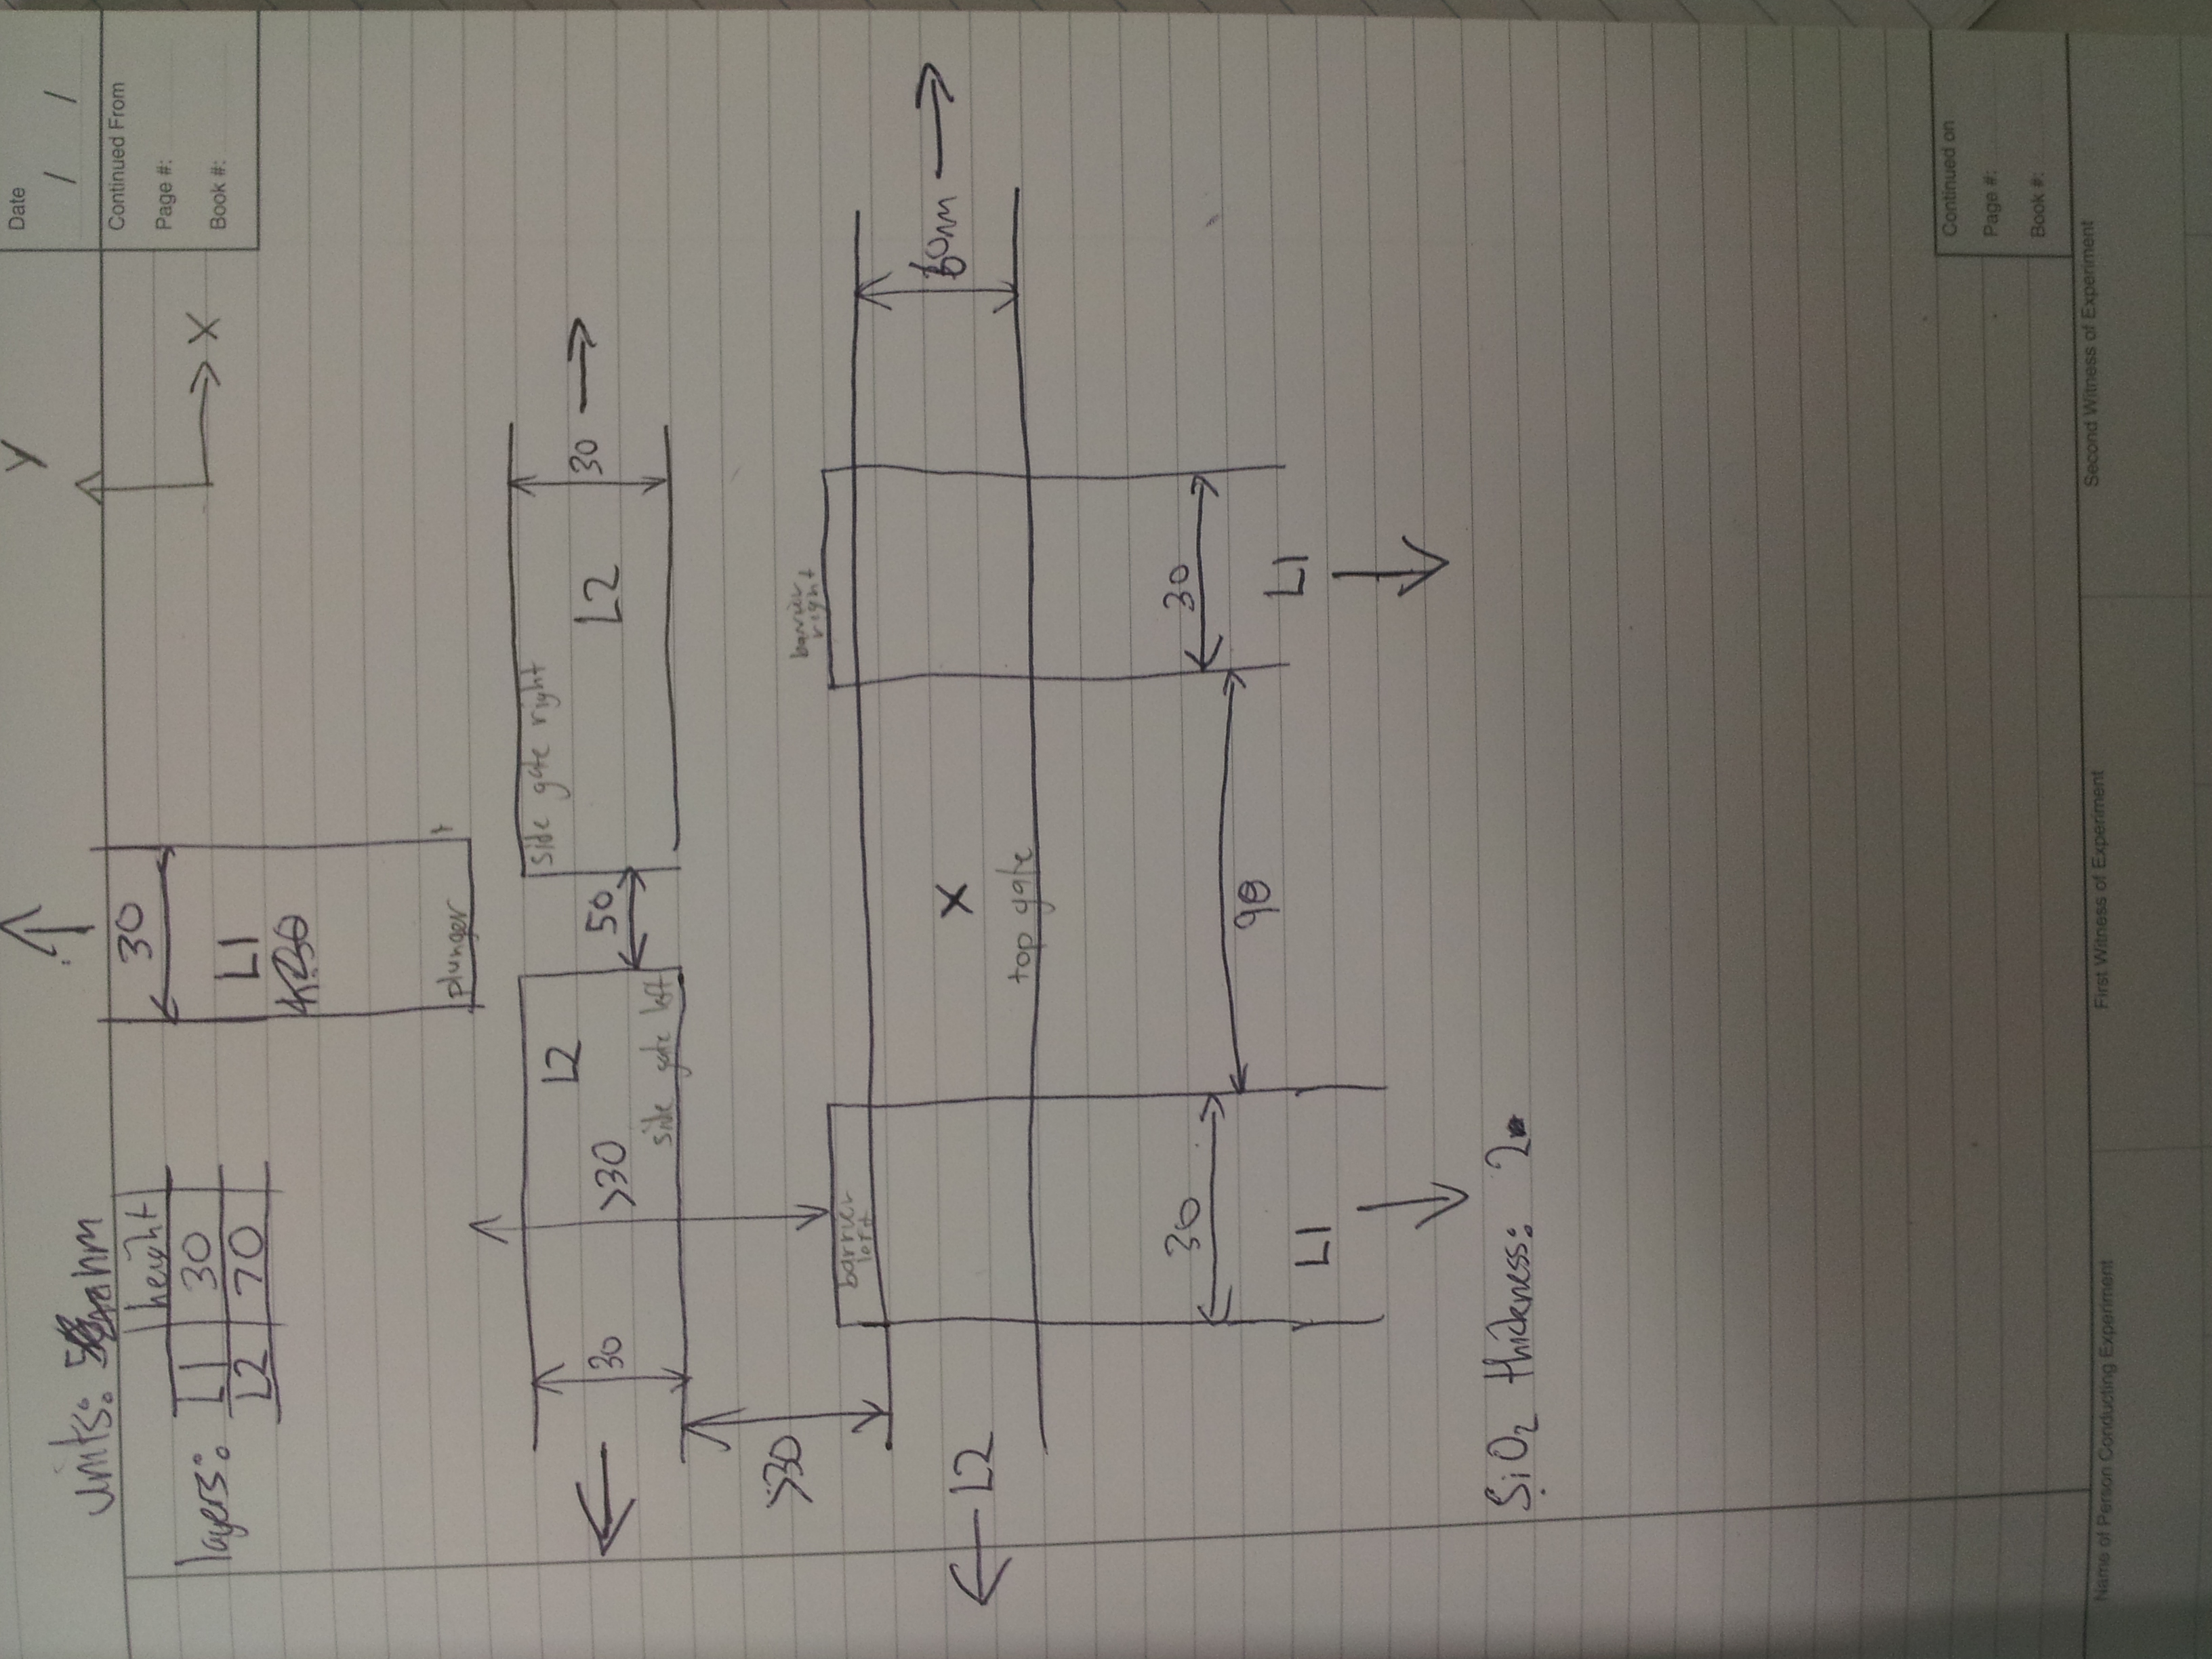 Date
/ /
Continued From
Page #:
Book #:
Y
X
units: nm
layers:
height
L1 30
L2 70
30
L1
plunger
side gate right
L2
30
50
L2
side gate left
>30
30
>30
barrier
left
barrier
right
60nm
X
top gate
L2
30
L1
90
30
L1
SiO2 thickness: 2
Continued on
Page #:
Book #:
Name of Person Conducting Experiment
First Witness of Experiment
Second Witness of Experiment